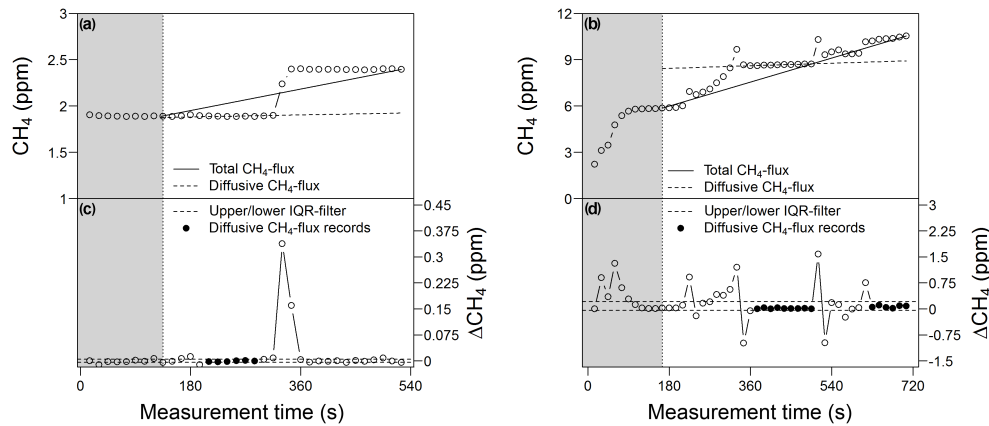 (a)
3
2.5
2
1.5
1
CH₄ (ppm)
Total CH₄-flux
Diffusive CH₄-flux
(b)
12
9
6
3
0
CH₄ (ppm)
Total CH₄-flux
Diffusive CH₄-flux
(c)
Upper/lower IQR-filter
Diffusive CH₄-flux records
0.45
0.375
0.3
0.225
0.15
0.075
0
ΔCH₄ (ppm)
0 180 360 540
Measurement time (s)
(d)
Upper/lower IQR-filter
Diffusive CH₄-flux records
3
2.25
1.5
0.75
0
-0.75
-1.5
ΔCH₄ (ppm)
0 180 360 540 720
Measurement time (s)